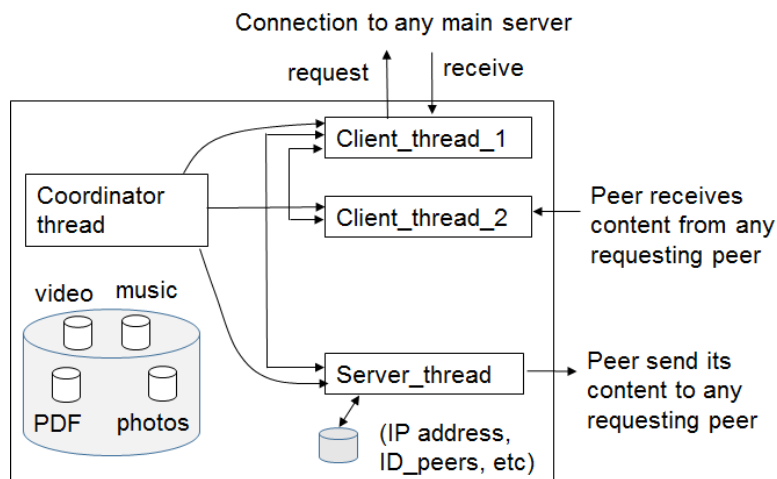 Connection to any main server
request
receive
Client_thread_1
Coordinator
thread
Client_thread_2
Peer receives
content from any
requesting peer
video
music
PDF
photos
Server_thread
Peer send its
content to any
requesting peer
(IP address,
ID_peers, etc)